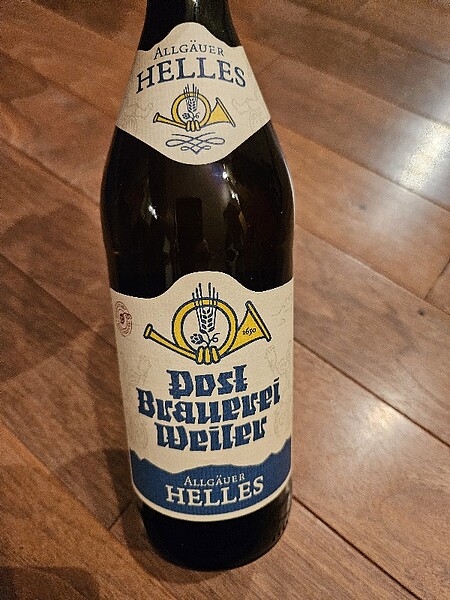 ALLGÄUER
HELLES
1650
Post
Brauerei
Weiler
ALLGÄUER
HELLES